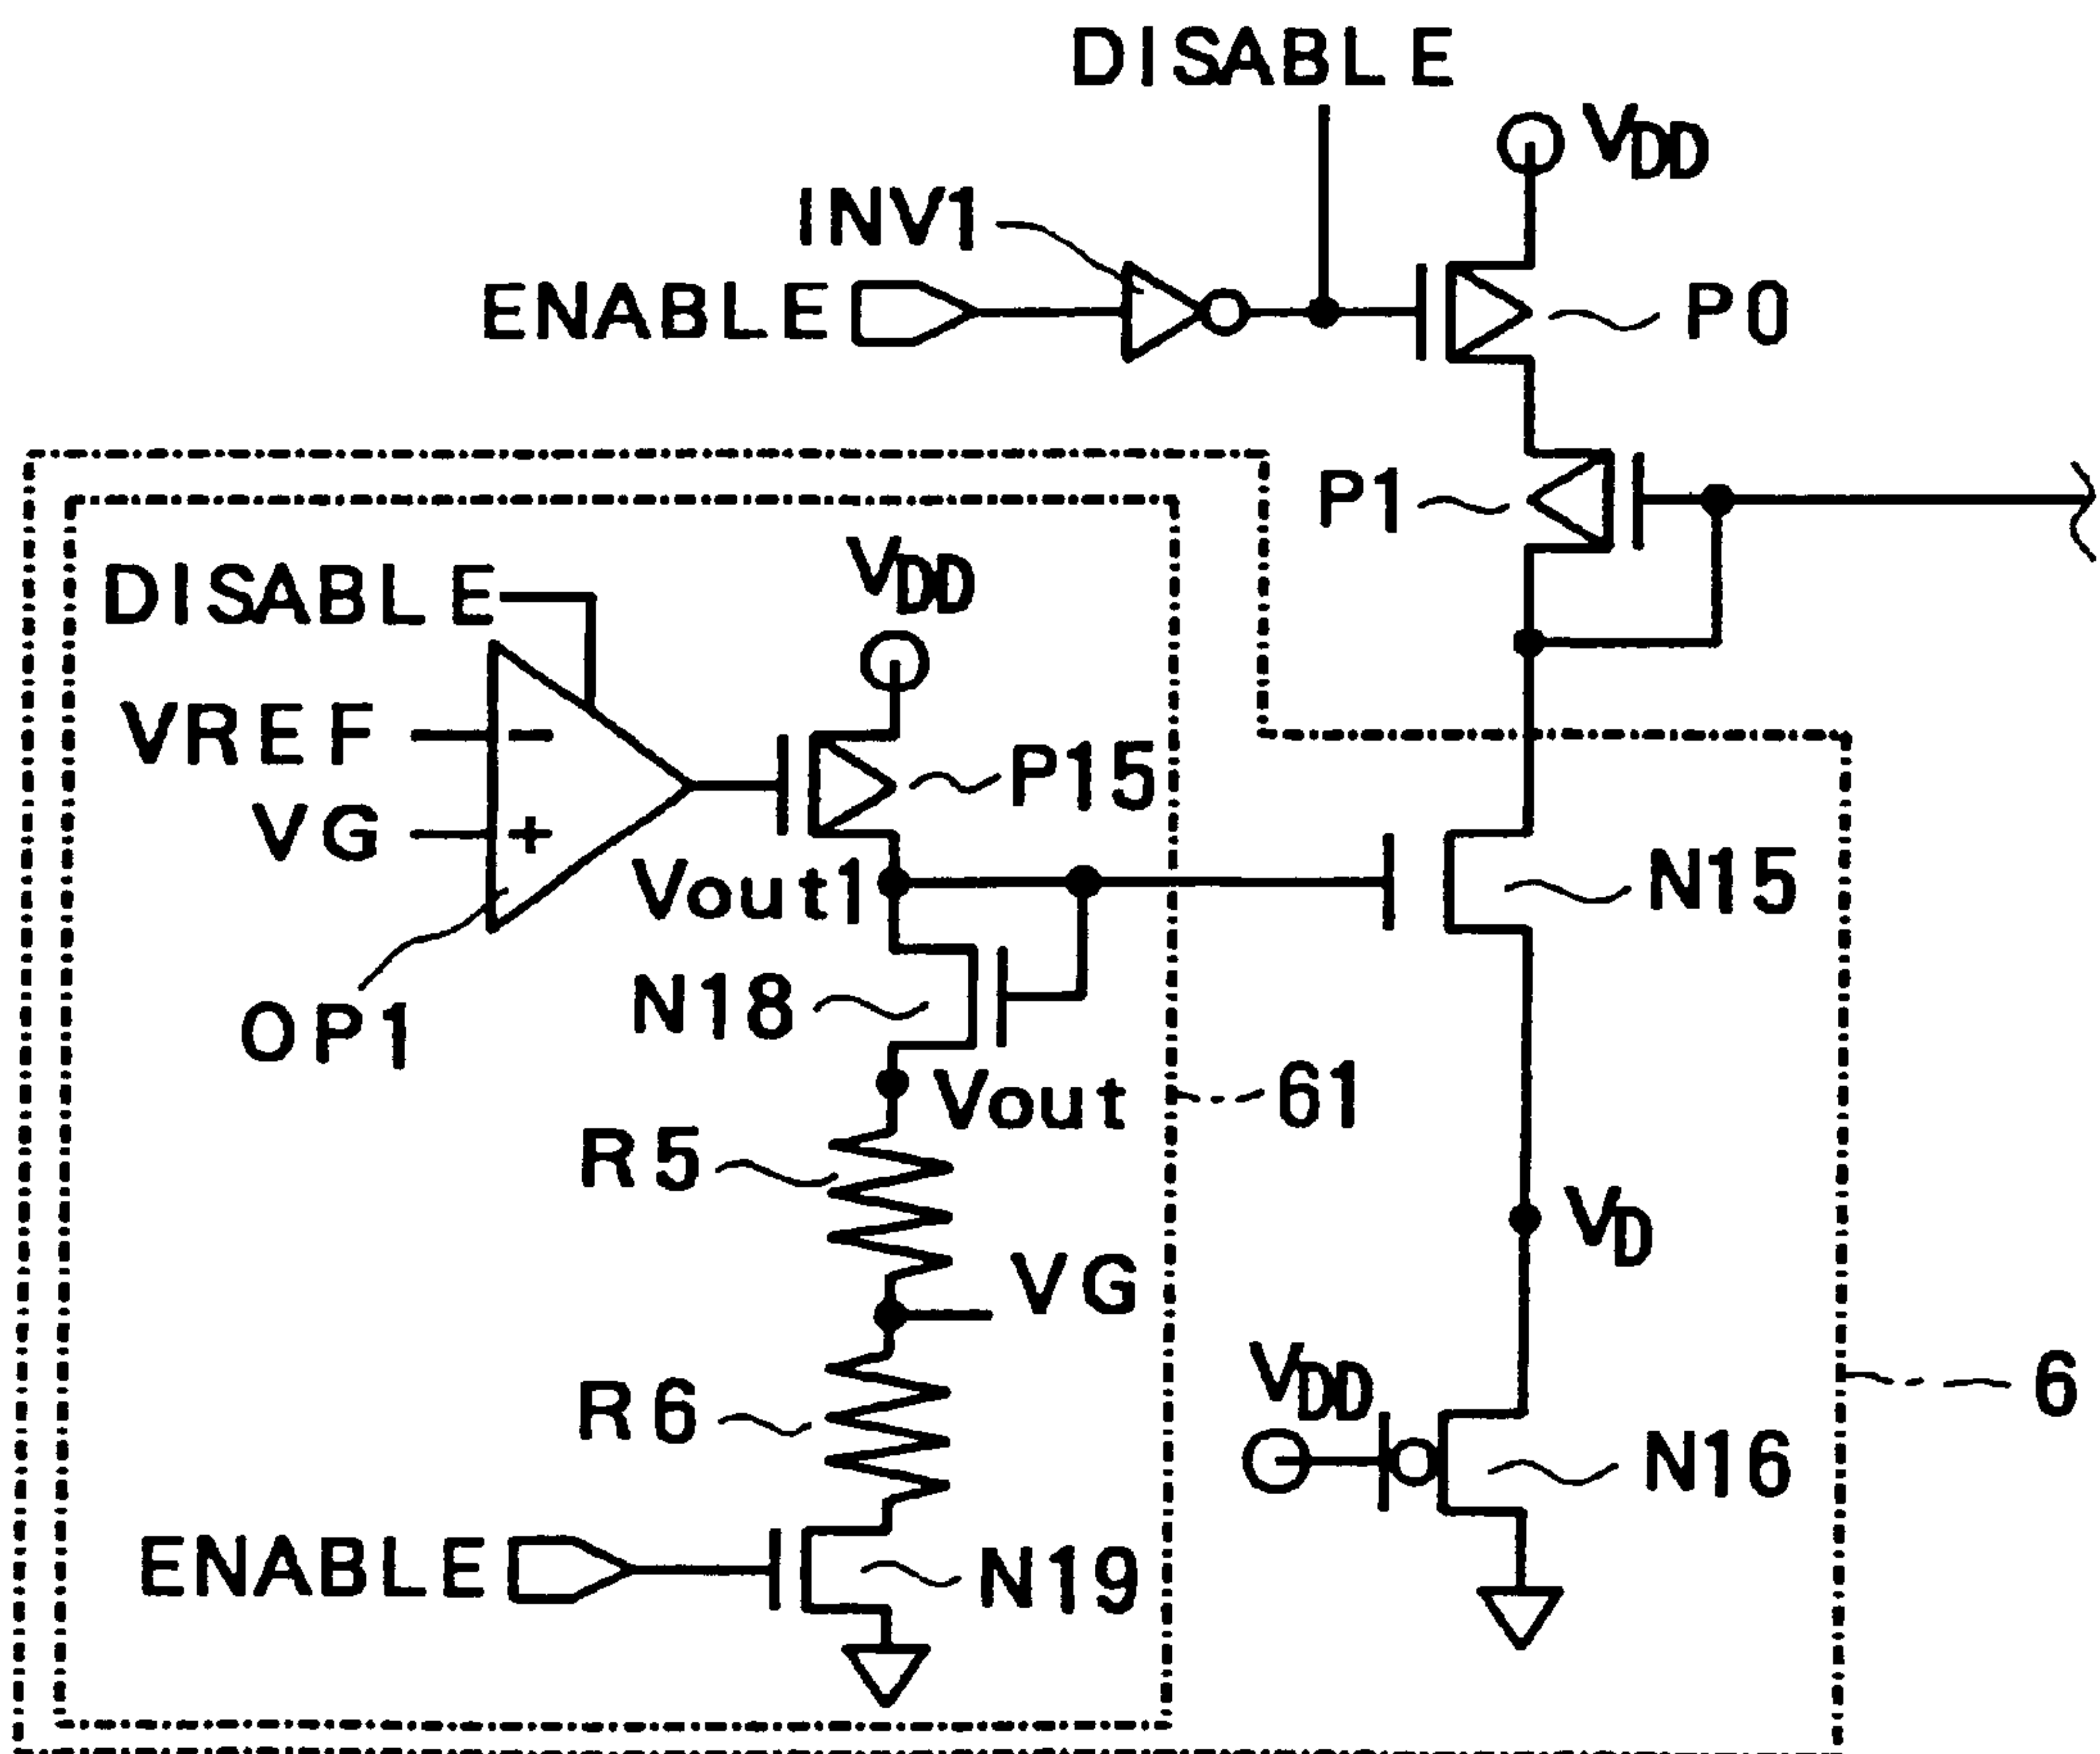 DISABLE
VDD
INV1
ENABLE
P0
P1
DISABLE
VDD
VREF
-
P15
VG
+
Vout1
N15
N18
OP1
Vout
61
R5
VD
VG
VDD
6
R6
N16
ENABLE
N19